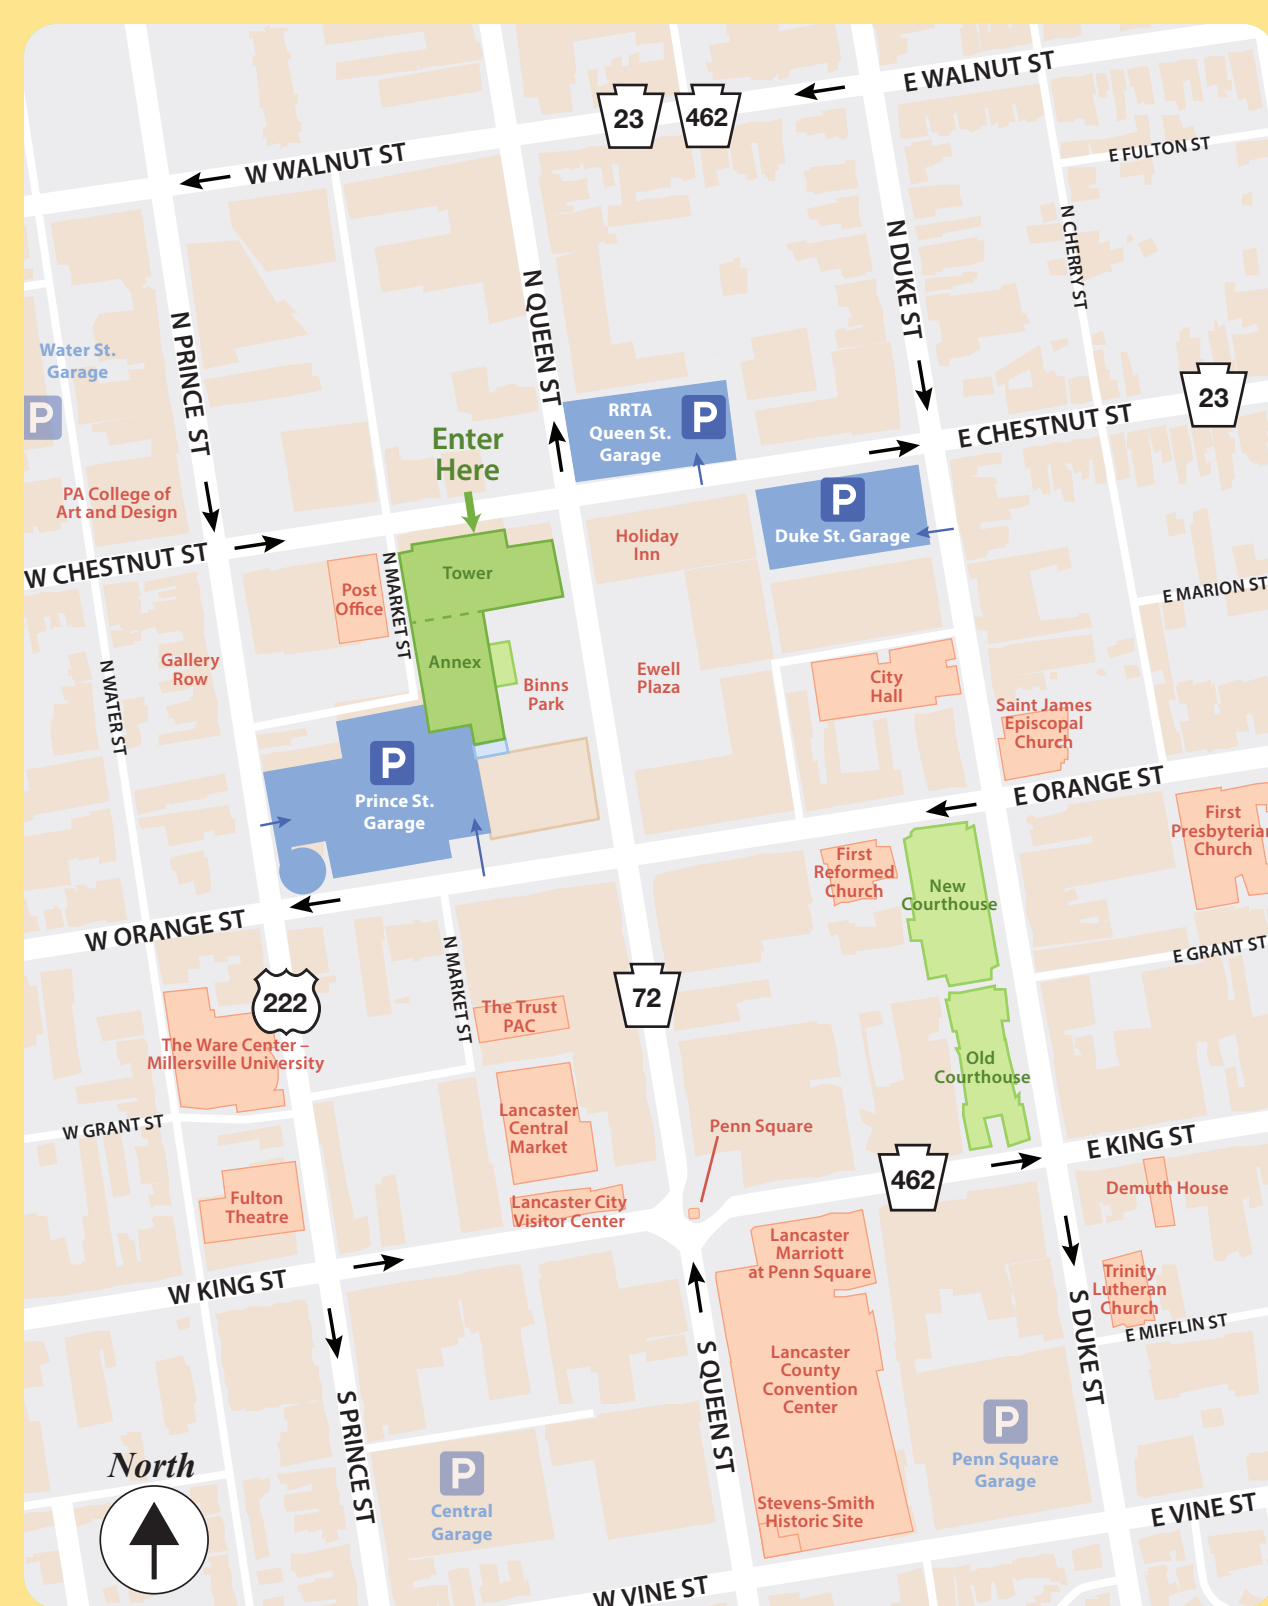 E WALNUT ST
23
462
W WALNUT ST
E FULTON ST
N CHERRY ST
N DUKE ST
N QUEEN ST
N PRINCE ST
Water St.
Garage
P
23
RRTA
Queen St.
Garage
P
E CHESTNUT ST
Enter
Here
PA College of
Art and Design
P
Duke St. Garage
Holiday
Inn
W CHESTNUT ST
Tower
N MARKET ST
Post
Office
E MARION ST
Annex
Gallery
Row
N WATER ST
Binns
Park
Ewell
Plaza
City
Hall
Saint James
Episcopal
Church
P
Prince St.
Garage
E ORANGE ST
First
Presbyterian
Church
First
Reformed
Church
New
Courthouse
W ORANGE ST
E GRANT ST
N MARKET ST
222
72
The Trust
PAC
The Ware Center –
Millersville University
Old
Courthouse
Lancaster
Central
Market
W GRANT ST
Penn Square
E KING ST
462
Demuth House
Fulton
Theatre
Lancaster City
Visitor Center
Lancaster
Marriott
at Penn Square
W KING ST
Trinity
Lutheran
Church
E MIFFLIN ST
S DUKE ST
S QUEEN ST
Lancaster
County
Convention
Center
S PRINCE ST
P
Penn Square
Garage
North
P
Central
Garage
Stevens-Smith
Historic Site
E VINE ST
W VINE ST